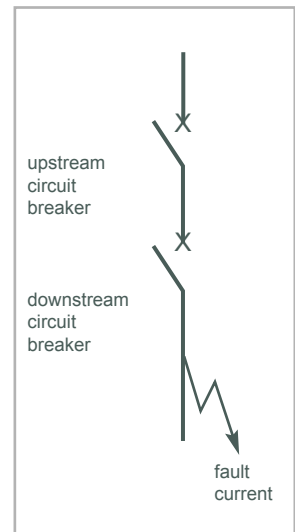 upstream
circuit
breaker
downstream
circuit
breaker
fault
current